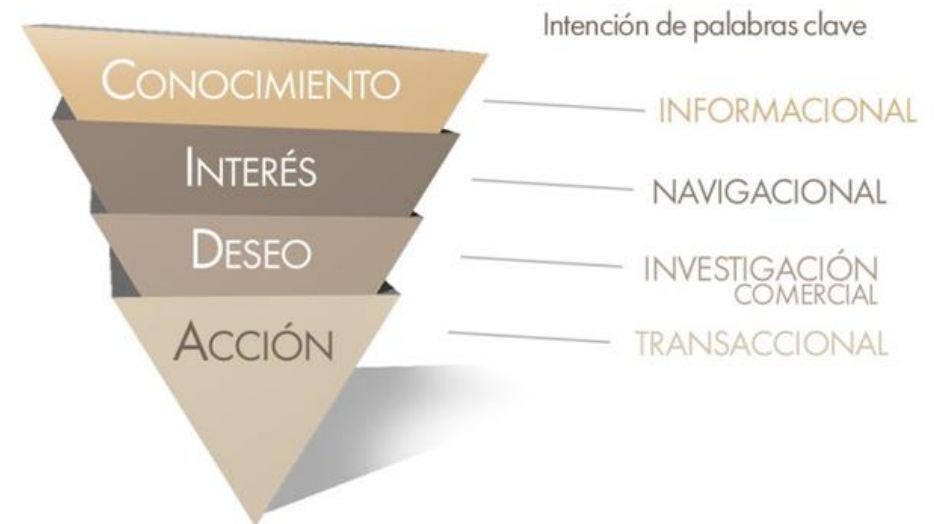 Intención de palabras clave
CONOCIMIENTO
INFORMACIONAL
INTERÉS
NAVIGACIONAL
DESEO
INVESTIGACIÓN
COMERCIAL
ACCIÓN
TRANSACCIONAL